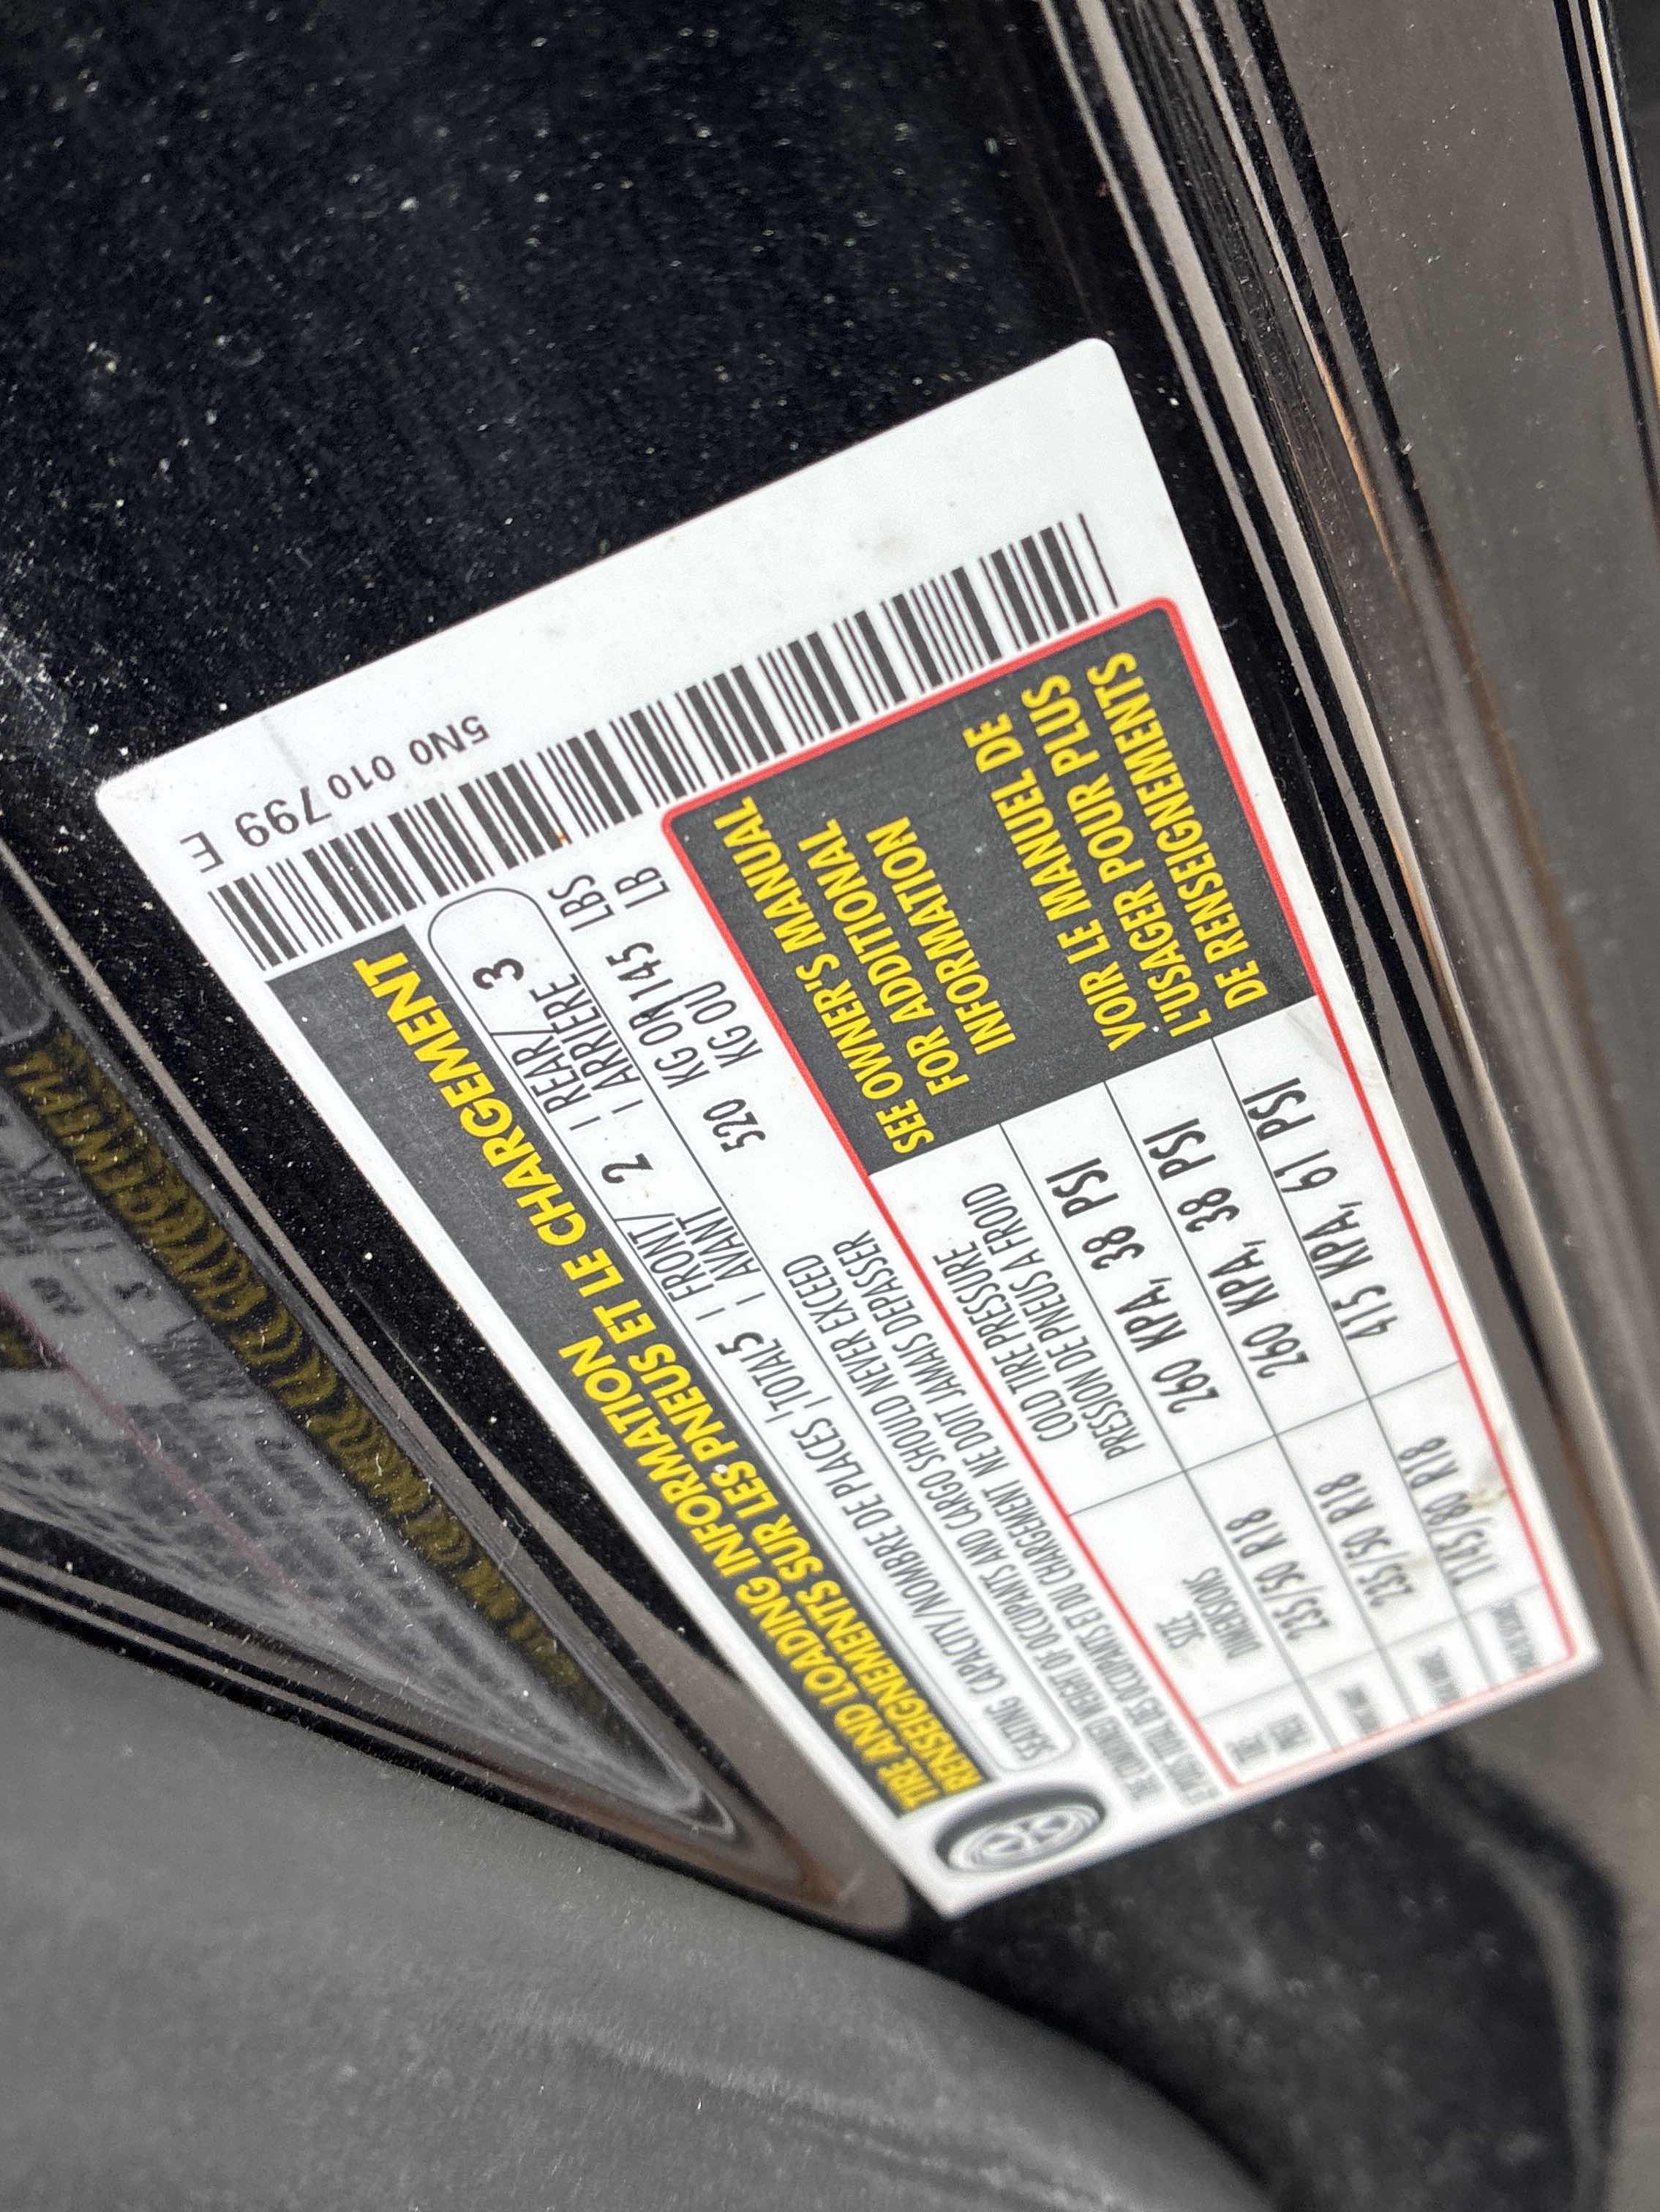 5N0 010 799 E
TIRE AND LOADING INFORMATION
RENSEIGNEMENTS SUR LES PNEUS ET LE CHARGEMENT
SEATING CAPACITY/NOMBRE DE PLACES | TOTAL 5 | FRONT/AVANT 2 | REAR/ARRIERE 3
THE COMBINED WEIGHT OF OCCUPANTS AND CARGO SHOULD NEVER EXCEED 520 KG OR 1145 LBS
LE POIDS TOTAL DES OCCUPANTS ET DU CHARGEMENT NE DOIT JAMAIS DEPASSER KG OU LB
SIZE COLD TIRE PRESSURE
DIMENSIONS PRESSION DE PNEUS A FROID
235/50 R18 260 KPA, 38 PSI
235/50 R18 260 KPA, 38 PSI
T145/80 R18 415 KPA, 61 PSI
SEE OWNER'S MANUAL
FOR ADDITIONAL
INFORMATION
VOIR LE MANUEL DE
L'USAGER POUR PLUS
DE RENSEIGNEMENTS